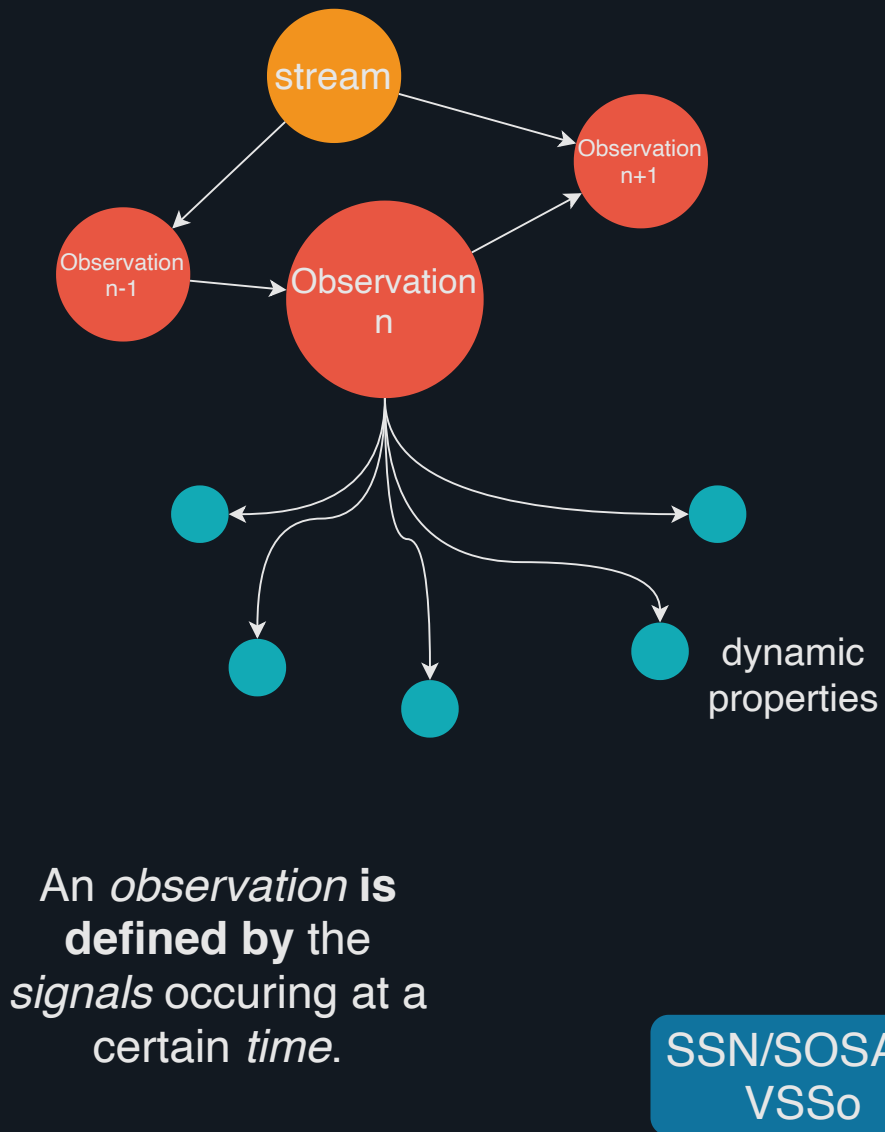 stream
Observation
n+1
Observation
n-1
Observation
n
dynamic
properties
An observation is
defined by the
signals occuring at a
certain time.
SSN/SOSA
VSSo